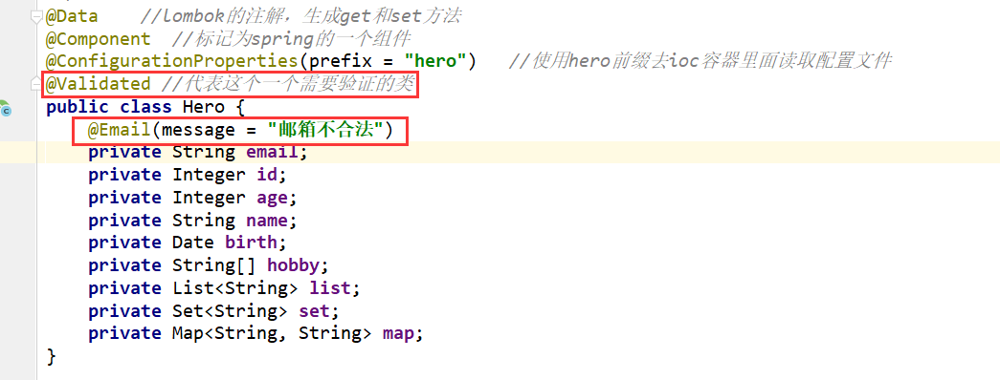 @Data    //lombok的注解，生成get和set方法
@Component  //标记为spring的一个组件
@ConfigurationProperties(prefix = "hero")   //使用hero前缀去ioc容器里面读取配置文件
@Validated //代表这个一个需要验证的类
public class Hero {
    @Email(message = "邮箱不合法")
    private String email;
    private Integer id;
    private Integer age;
    private String name;
    private Date birth;
    private String[] hobby;
    private List<String> list;
    private Set<String> set;
    private Map<String, String> map;
}